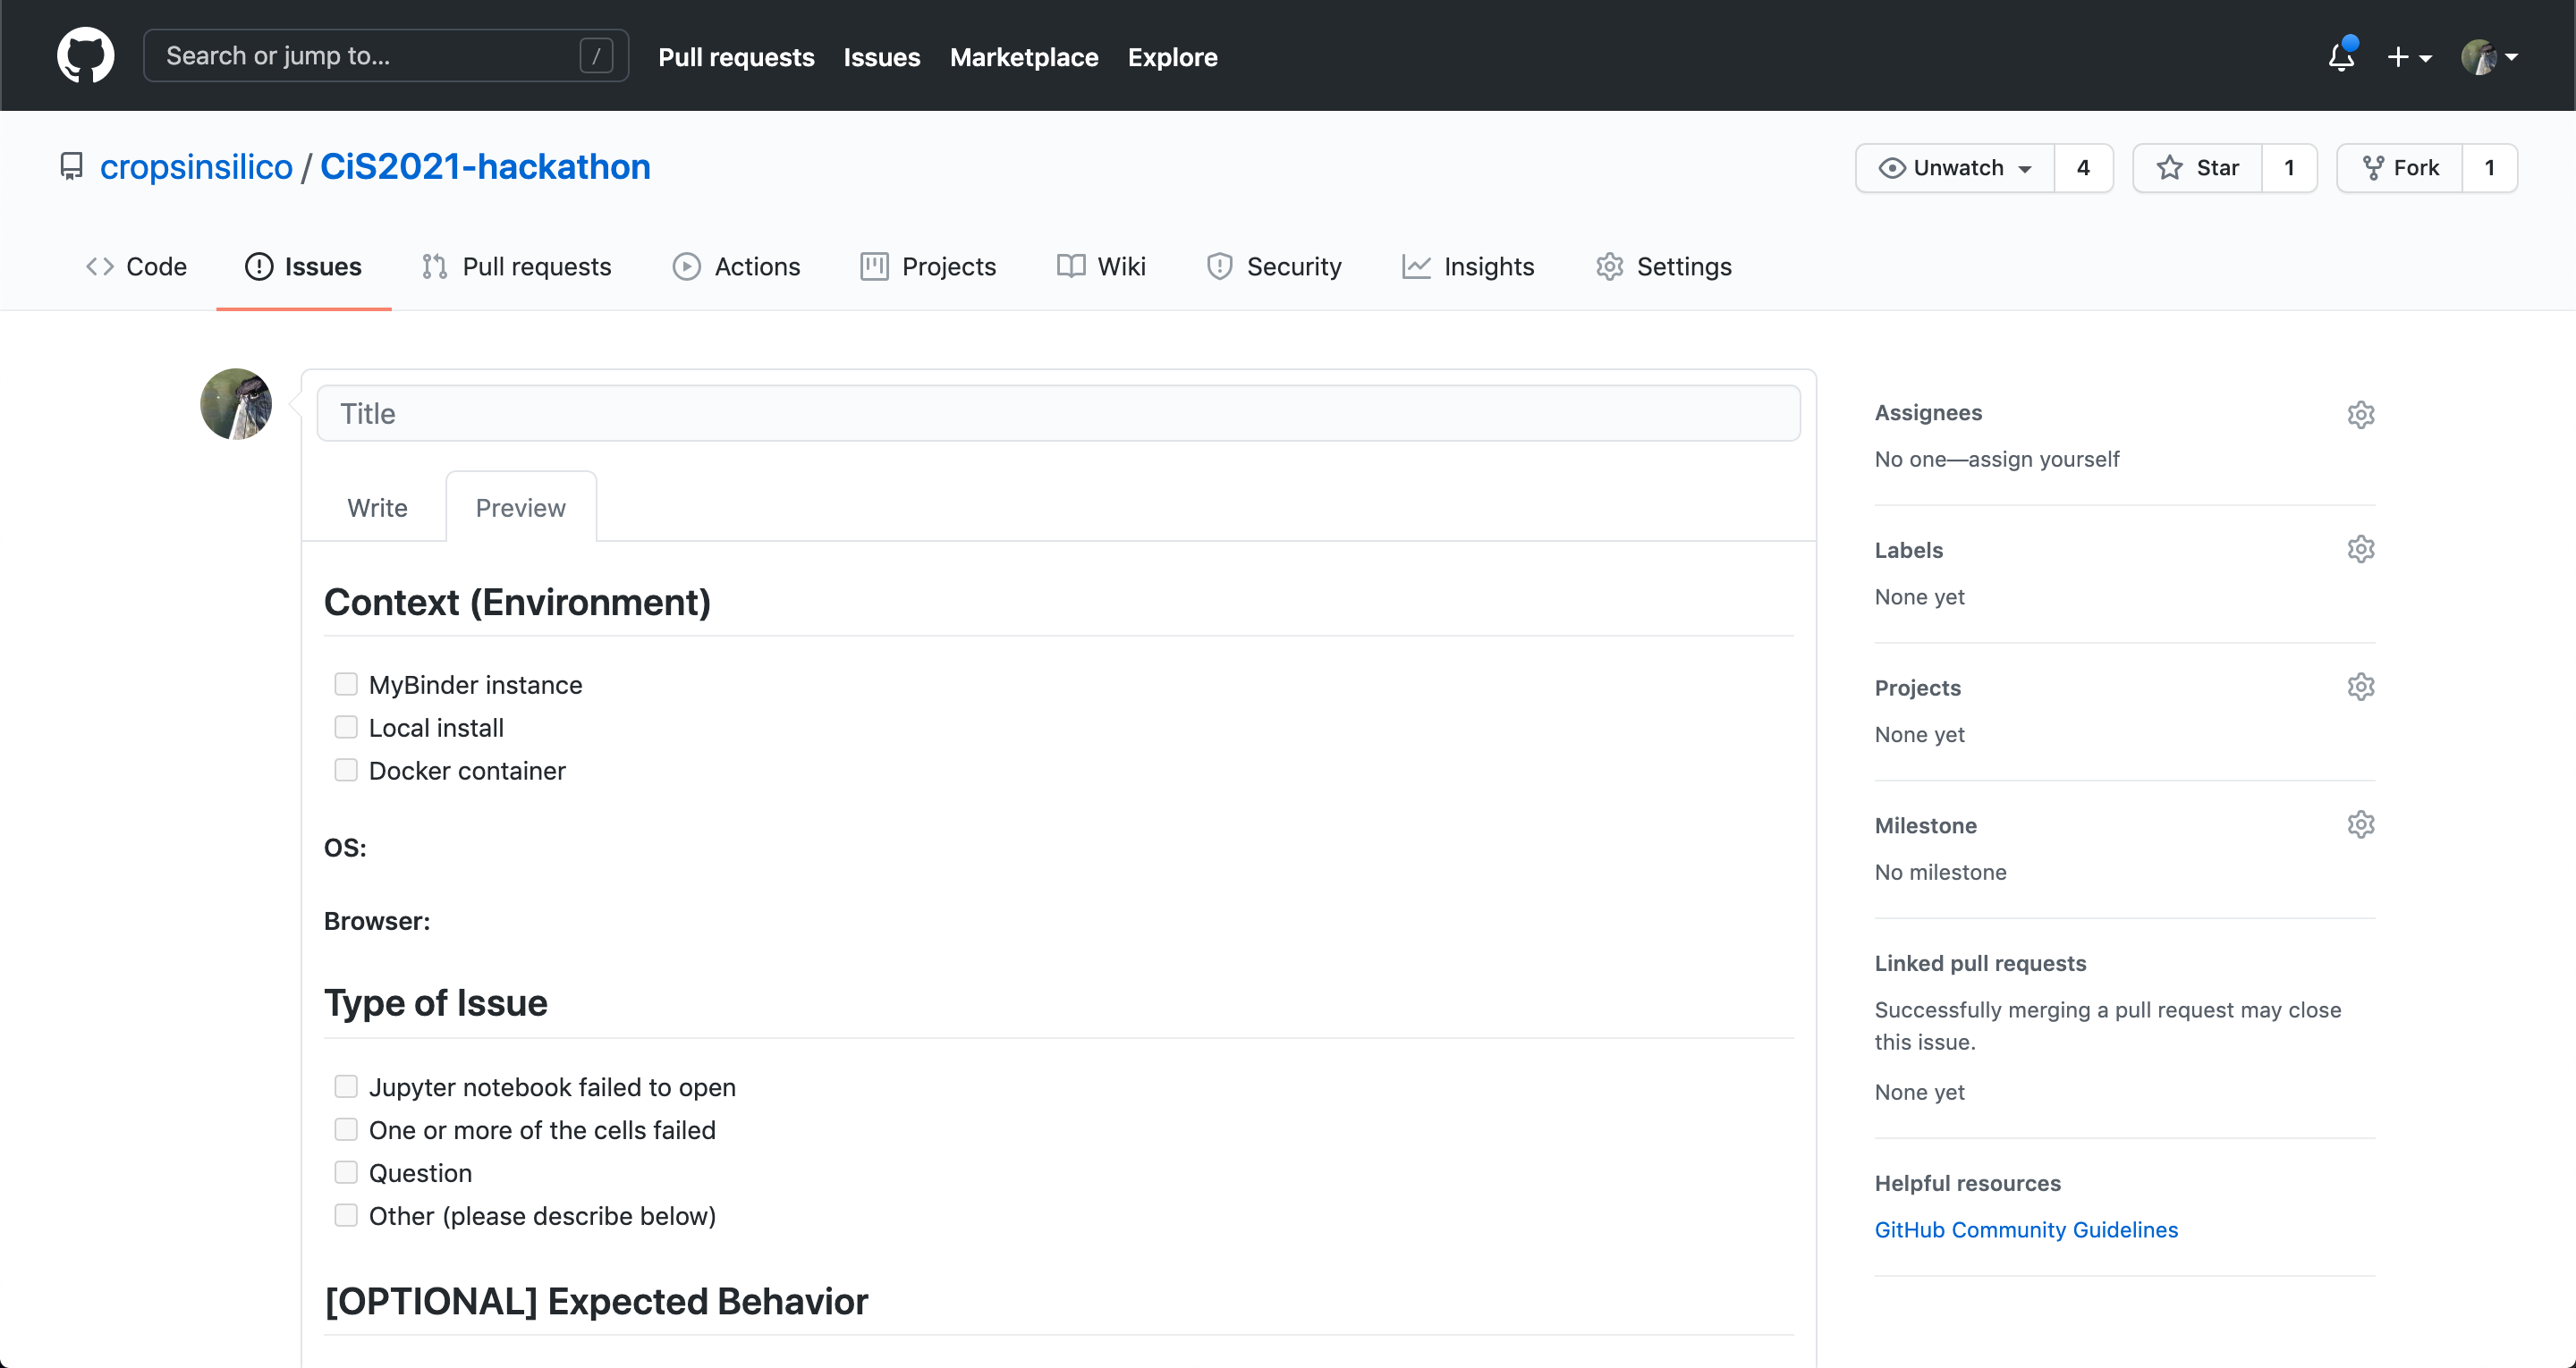 Search or jump to... /
Pull requests Issues Marketplace Explore
cropsinsilico / CiS2021-hackathon
Unwatch 4 Star 1 Fork 1
Code Issues Pull requests Actions Projects Wiki Security Insights Settings
Title
Write Preview
Context (Environment)
MyBinder instance
Local install
Docker container
OS:
Browser:
Type of Issue
Jupyter notebook failed to open
One or more of the cells failed
Question
Other (please describe below)
[OPTIONAL] Expected Behavior
Assignees
No one—assign yourself
Labels
None yet
Projects
None yet
Milestone
No milestone
Linked pull requests
Successfully merging a pull request may close
this issue.
None yet
Helpful resources
GitHub Community Guidelines